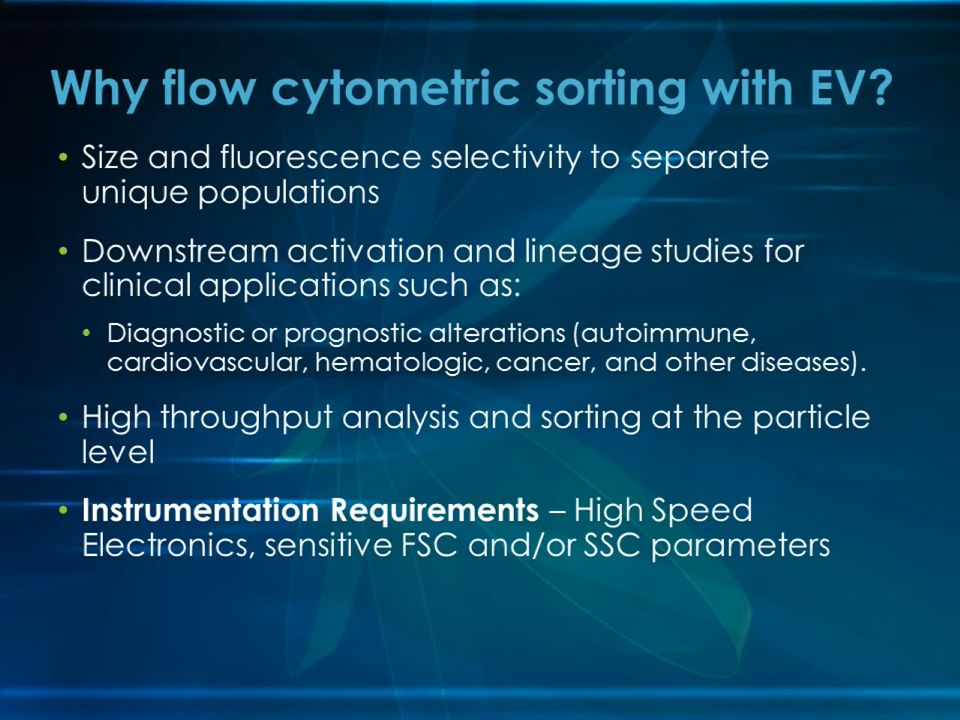 Why flow cytometric sorting with EV?
• Size and fluorescence selectivity to separate
unique populations
• Downstream activation and lineage studies for
clinical applications such as:
• Diagnostic or prognostic alterations (autoimmune,
cardiovascular, hematologic, cancer, and other diseases).
• High throughput analysis and sorting at the particle
level
• Instrumentation Requirements – High Speed
Electronics, sensitive FSC and/or SSC parameters